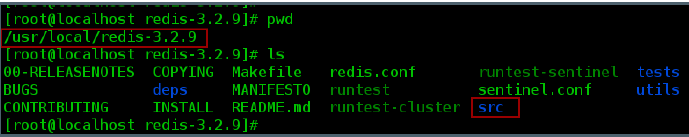 [root@localhost redis-3.2.9]# pwd
/usr/local/redis-3.2.9
[root@localhost redis-3.2.9]# ls
00-RELEASENOTES COPYING Makefile redis.conf runtest-sentinel tests
BUGS deps MANIFESTO runtest sentinel.conf utils
CONTRIBUTING INSTALL README.md runtest-cluster src
[root@localhost redis-3.2.9]#